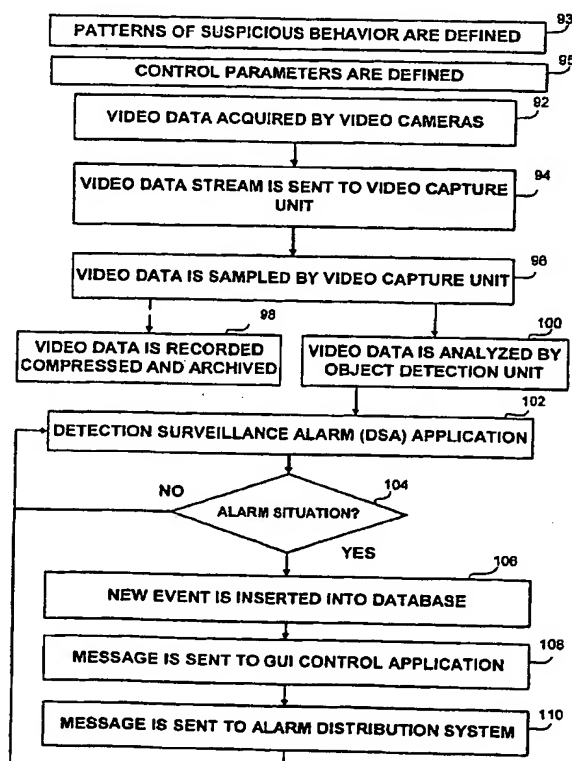 93
PATTERNS OF SUSPICIOUS BEHAVIOR ARE DEFINED
95
CONTROL PARAMETERS ARE DEFINED
92
VIDEO DATA ACQUIRED BY VIDEO CAMERAS
94
VIDEO DATA STREAM IS SENT TO VIDEO CAPTURE
UNIT
96
VIDEO DATA IS SAMPLED BY VIDEO CAPTURE UNIT
98
VIDEO DATA IS RECORDED
COMPRESSED AND ARCHIVED
100
VIDEO DATA IS ANALYZED BY
OBJECT DETECTION UNIT
102
DETECTION SURVEILLANCE ALARM (DSA) APPLICATION
104
NO
ALARM SITUATION?
YES
106
NEW EVENT IS INSERTED INTO DATABASE
108
MESSAGE IS SENT TO GUI CONTROL APPLICATION
110
MESSAGE IS SENT TO ALARM DISTRIBUTION SYSTEM